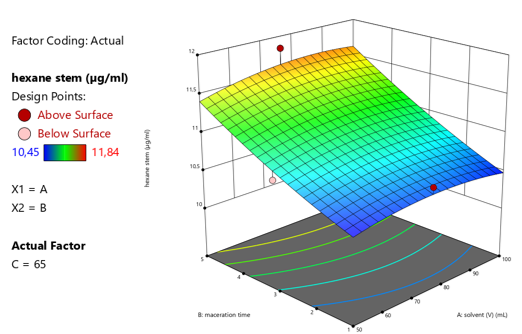 Factor Coding: Actual
hexane stem (µg/ml)
Design Points:
Above Surface
Below Surface
10,45 11,84
X1 = A
X2 = B
Actual Factor
C = 65
hexane stem (µg/ml)
12
11,5
11
10,5
10
5
4
3
2
1
50
60
70
80
90
100
B: maceration time
A: solvent (V) (mL)